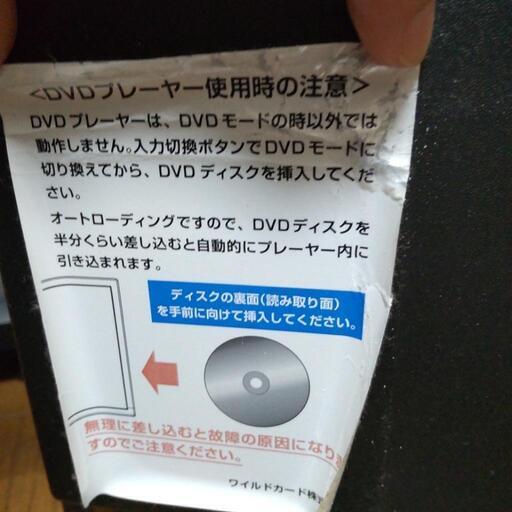 <DVDプレーヤー使用時の注意>
DVDプレーヤーは、DVDモードの時以外では
動作しません。入力切換ボタンでDVDモードに
切り換えてから、DVDディスクを挿入してくだ
さい。
オートローディングですので、DVDディスクを
半分くらい差し込むと自動的にプレーヤー内に
引き込まれます。
ディスクの裏面(読み取り面)
を手前に向けて挿入してください。
無理に差し込むと故障の原因になりま
すのでご注意ください。
ワイルドカード株